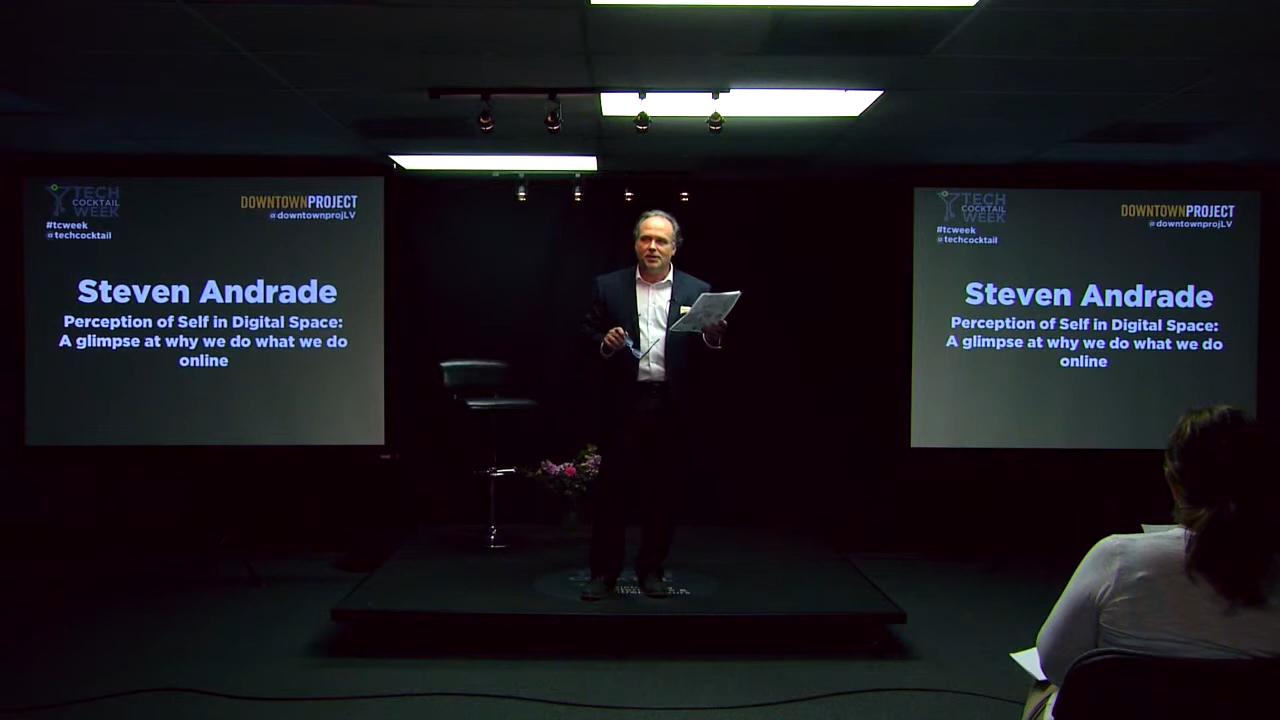 TECH
COCKTAIL
WEEK
#tcweek
@techcocktail
DOWNTOWNPROJECT
@downtownprojLV
Steven Andrade
Perception of Self in Digital Space:
A glimpse at why we do what we do
online
TECH
COCKTAIL
WEEK
#tcweek
@techcocktail
DOWNTOWNPROJECT
@downtownprojLV
Steven Andrade
Perception of Self in Digital Space:
A glimpse at why we do what we do
online